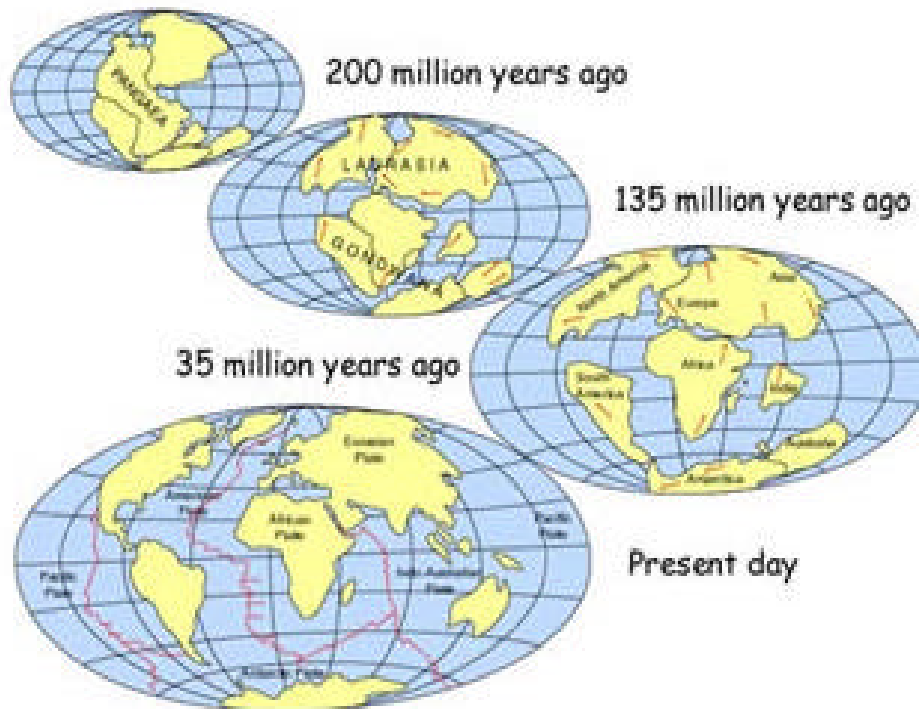 200 million years ago
PANGAEA
LAURASIA
135 million years ago
GONDWANA
North America
Asia
Europe
35 million years ago
Africa
South
America
India
Australia
Antarctica
Eurasian
Plate
American
Plate
African
Plate
Pacific
Plate
Present day
Pacific
Plate
Indo Australian
Plate
Antarctic Plate